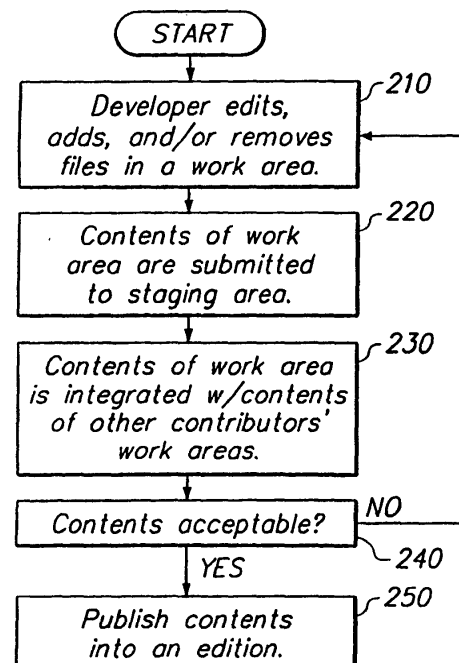 START
210
Developer edits,
adds, and/or removes
files in a work area.
220
Contents of work
area are submitted
to staging area.
230
Contents of work area
is integrated w/contents
of other contributors'
work areas.
Contents acceptable?
NO
240
YES
250
Publish contents
into an edition.